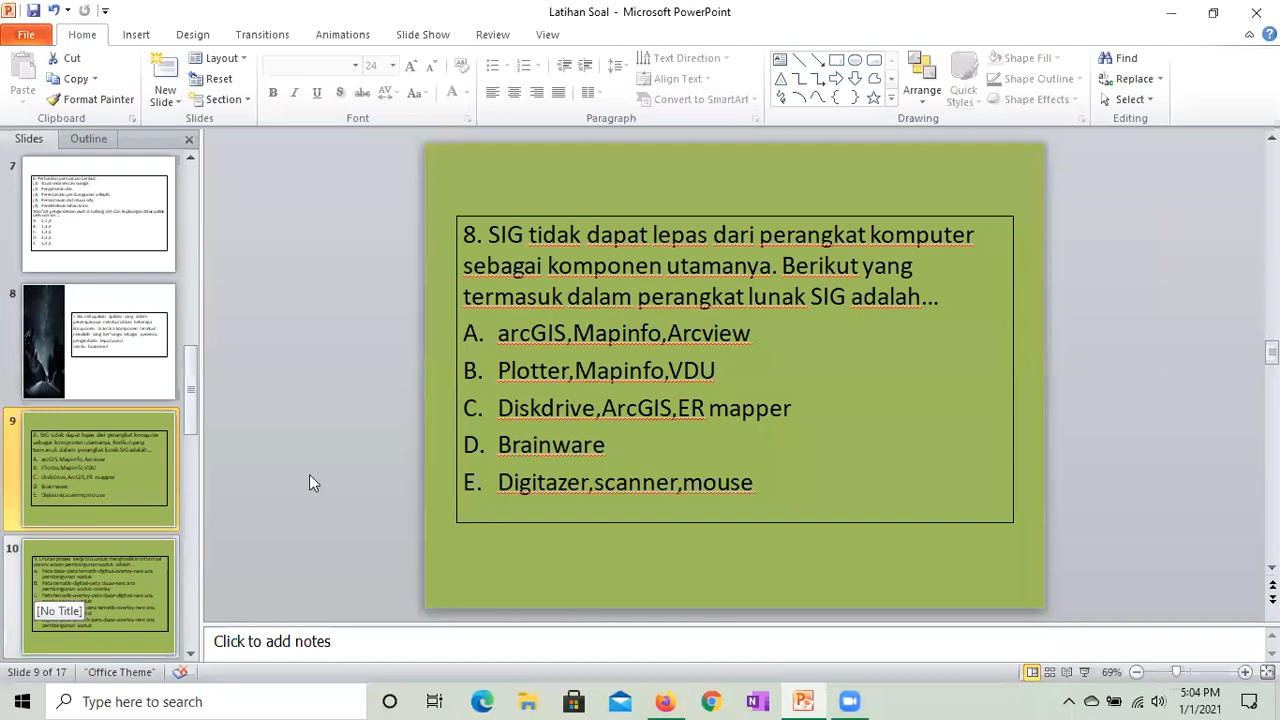 Latihan Soal - Microsoft PowerPoint
File Home Insert Design Transitions Animations Slide Show Review View
Cut
Copy
Format Painter
Paste
Clipboard
New
Slide
Layout
Reset
Section
Slides
24
B I U S abc AV Aa A
Font
Text Direction
Align Text
Convert to SmartArt
Paragraph
Arrange
Quick
Styles
Shape Fill
Shape Outline
Shape Effects
Drawing
Find
Replace
Select
Editing
Slides Outline
7
8
9
10
[No Title]
8. SIG tidak dapat lepas dari perangkat komputer
sebagai komponen utamanya. Berikut yang
termasuk dalam perangkat lunak SIG adalah...
A. arcGIS,Mapinfo,Arcview
B. Plotter,Mapinfo,VDU
C. Diskdrive,ArcGIS,ER mapper
D. Brainware
E. Digitazer,scanner,mouse
Click to add notes
Slide 9 of 17 "Office Theme" 69%
Type here to search
5:04 PM
1/1/2021